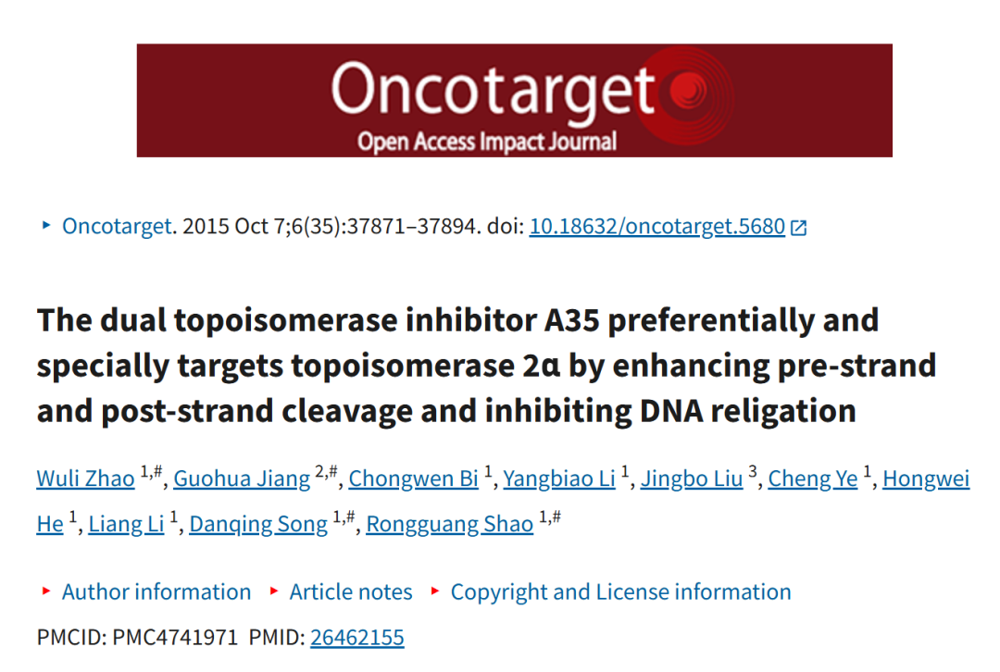 Oncotarget
Open Access Impact Journal
Oncotarget. 2015 Oct 7;6(35):37871–37894. doi: 10.18632/oncotarget.5680
The dual topoisomerase inhibitor A35 preferentially and
specially targets topoisomerase 2α by enhancing pre-strand
and post-strand cleavage and inhibiting DNA religation
Wuli Zhao 1,#, Guohua Jiang 2,#, Chongwen Bi 1, Yangbiao Li 1, Jingbo Liu 3, Cheng Ye 1, Hongwei
He 1, Liang Li 1, Danqing Song 1,#, Rongguang Shao 1,#
Author information Article notes Copyright and License information
PMCID: PMC4741971 PMID: 26462155